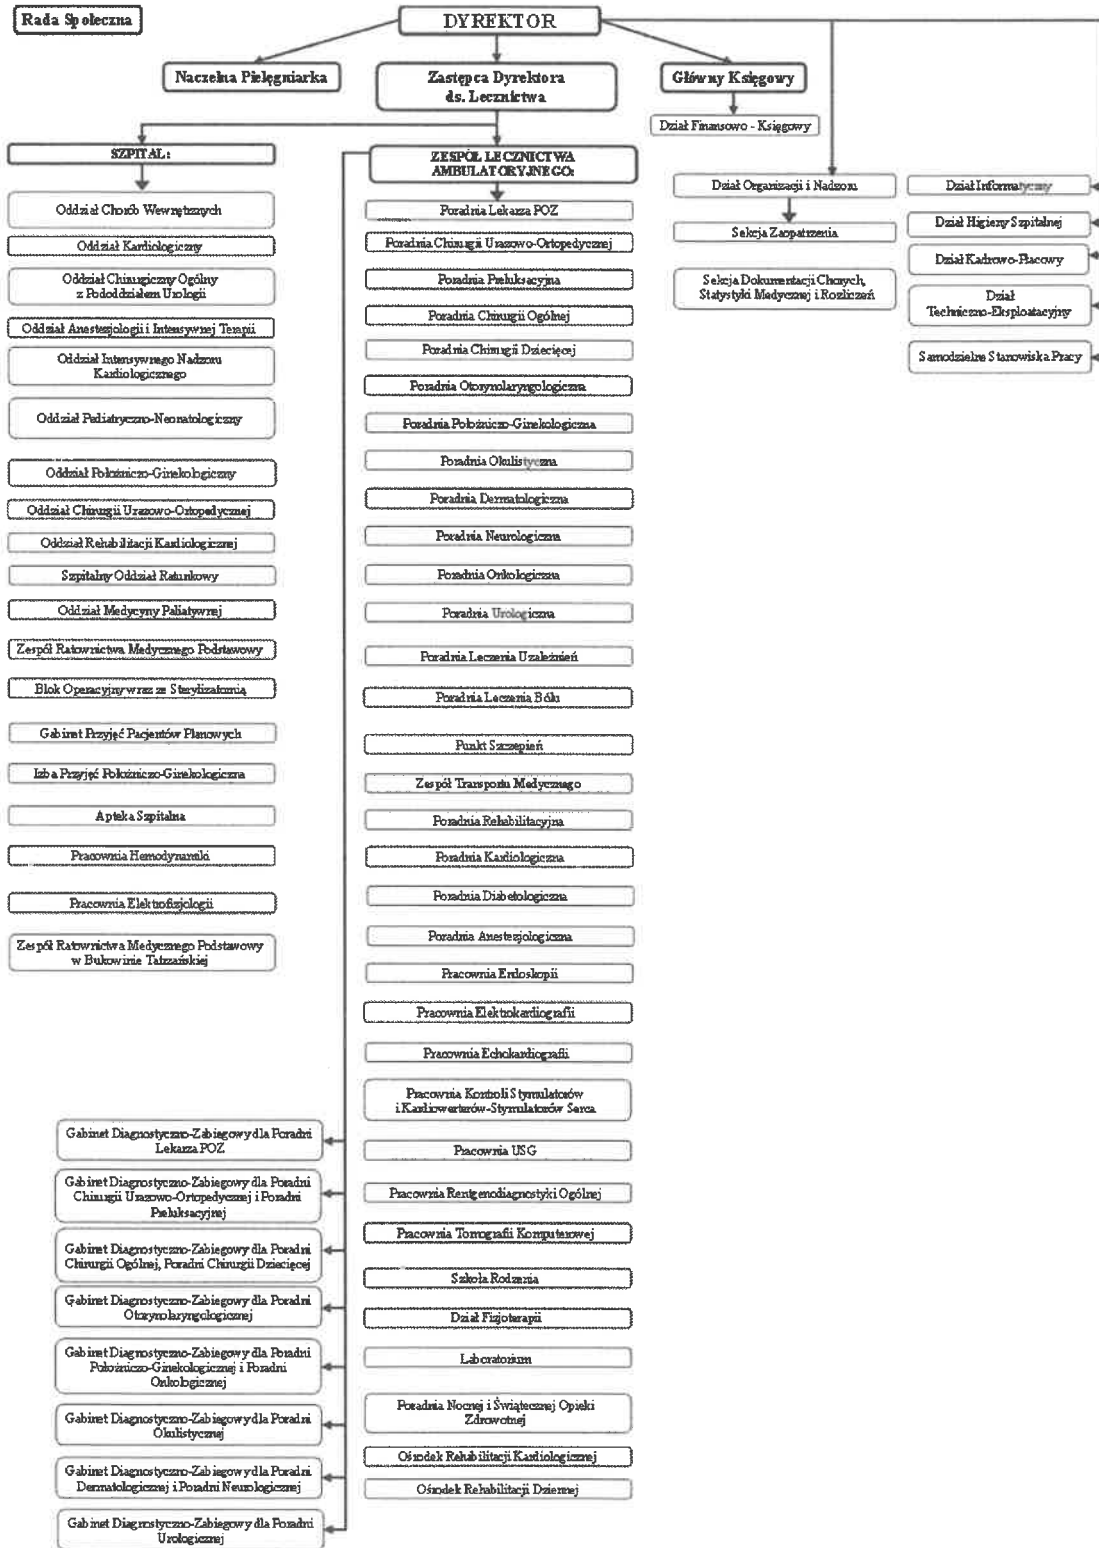 Rada Społeczna
DYREKTOR
Naczelna Pielęgniarka
Zastępca Dyrektora
ds. Lecznictwa
Główny Księgowy
Dział Finansowo - Księgowy
SZPITAL:
Oddział Chorób Wewnętrznych
Oddział Kardiologiczny
Oddział Chirurgiczny Ogólny
z Pododdziałem Urologii
Oddział Anestezjologii i Intensywnej Terapii
Oddział Intensywnego Nadzoru
Kardiologicznego
Oddział Pediatryczno-Neonatologiczny
Oddział Położniczo-Ginekologiczny
Oddział Chirurgii Urazowo-Ortopedycznej
Oddział Rehabilitacji Kardiologicznej
Szpitalny Oddział Ratunkowy
Oddział Medycyny Paliatywnej
Zespół Ratownictwa Medycznego Podstawowy
Blok Operacyjny wraz ze Sterylizatornią
Gabinet Przyjęć Pacjentów Planowych
Izba Przyjęć Położniczo-Ginekologiczna
Apteka Szpitalna
Pracownia Hemodynamiki
Pracownia Elektrofizjologii
Zespół Ratownictwa Medycznego Podstawowy
w Bukowinie Tatrzańskiej
ZESPÓŁ LECZNICTWA
AMBULATORYJNEGO:
Poradnia Lekarza POZ
Poradnia Chirurgii Urazowo-Ortopedycznej
Poradnia Preluksacyjna
Poradnia Chirurgii Ogólnej
Poradnia Chirurgii Dziecięcej
Poradnia Otorynolaryngologiczna
Poradnia Położniczo-Ginekologiczna
Poradnia Okulistyczna
Poradnia Dermatologiczna
Poradnia Neurologiczna
Poradnia Onkologiczna
Poradnia Urologiczna
Poradnia Leczenia Uzależnień
Poradnia Leczenia Bólu
Punkt Szczepień
Zespół Transportu Medycznego
Poradnia Rehabilitacyjna
Poradnia Kardiologiczna
Poradnia Diabetologiczna
Poradnia Anestezjologiczna
Pracownia Endoskopii
Pracownia Elektrokardiografii
Pracownia Echokardiografii
Pracownia Kontroli Stymulatorów
i Kardiowerterów-Stymulatorów Serca
Pracownia USG
Pracownia Rentgenodiagnostyki Ogólnej
Pracownia Tomografii Komputerowej
Szkoła Rodzenia
Dział Fizjoterapii
Laboratorium
Poradnia Nocnej i Świątecznej Opieki
Zdrowotnej
Ośrodek Rehabilitacji Kardiologicznej
Ośrodek Rehabilitacji Dziennej
Gabinet Diagnostyczno-Zabiegowy dla Poradni
Lekarza POZ
Gabinet Diagnostyczno-Zabiegowy dla Poradni
Chirurgii Urazowo-Ortopedycznej i Poradni
Preluksacyjnej
Gabinet Diagnostyczno-Zabiegowy dla Poradni
Chirurgii Ogólnej, Poradni Chirurgii Dziecięcej
Gabinet Diagnostyczno-Zabiegowy dla Poradni
Otorynolaryngologicznej
Gabinet Diagnostyczno-Zabiegowy dla Poradni
Położniczo-Ginekologicznej i Poradni
Onkologicznej
Gabinet Diagnostyczno-Zabiegowy dla Poradni
Okulistycznej
Gabinet Diagnostyczno-Zabiegowy dla Poradni
Dermatologicznej i Poradni Neurologicznej
Gabinet Diagnostyczno-Zabiegowy dla Poradni
Urologicznej
Dział Organizacji i Nadzoru
Sekcja Zaopatrzenia
Sekcja Dokumentacji Chorych,
Statystyki Medycznej i Rozliczeń
Dział Informatyczny
Dział Higieny Szpitalnej
Dział Kadrowo-Płacowy
Dział
Techniczno-Eksploatacyjny
Samodzielne Stanowiska Pracy